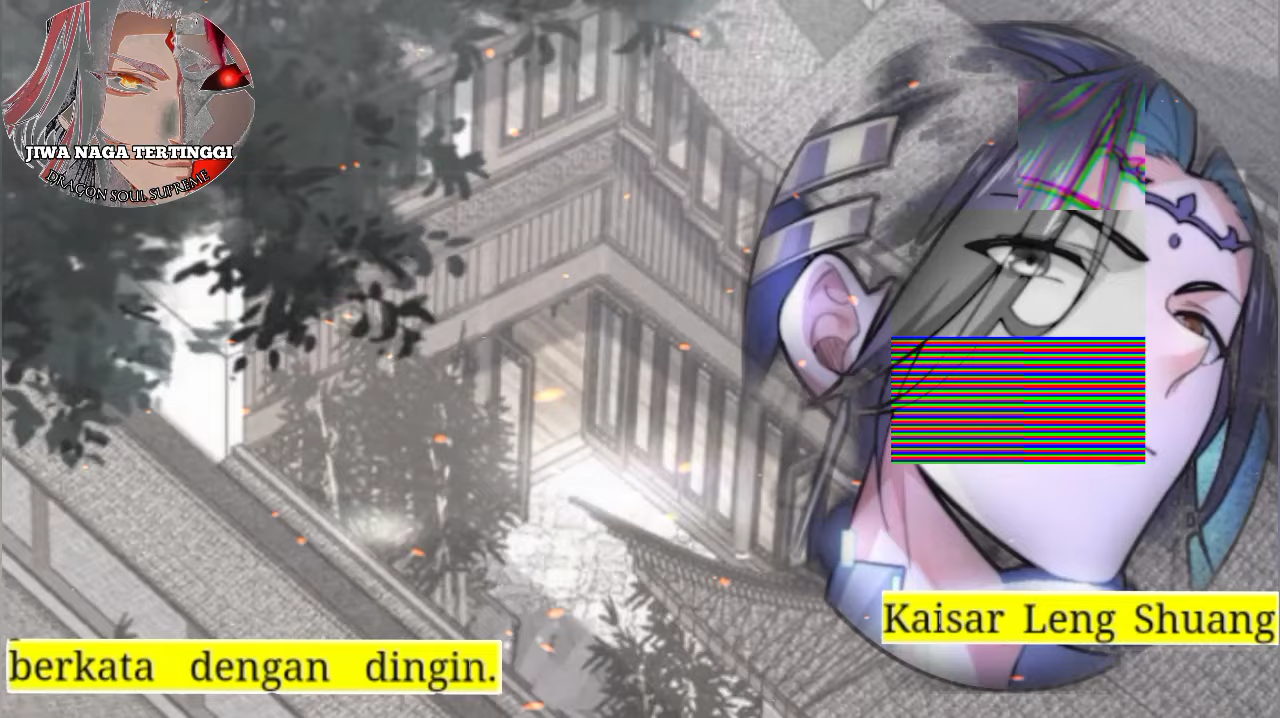 JIWA NAGA TERTINGGI
DRAGON SOUL SUPREME
Kaisar Leng Shuang
berkata dengan dingin.